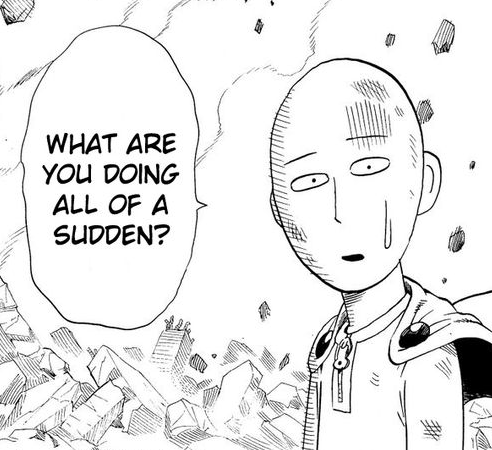 WHAT ARE
YOU DOING
ALL OF A
SUDDEN?